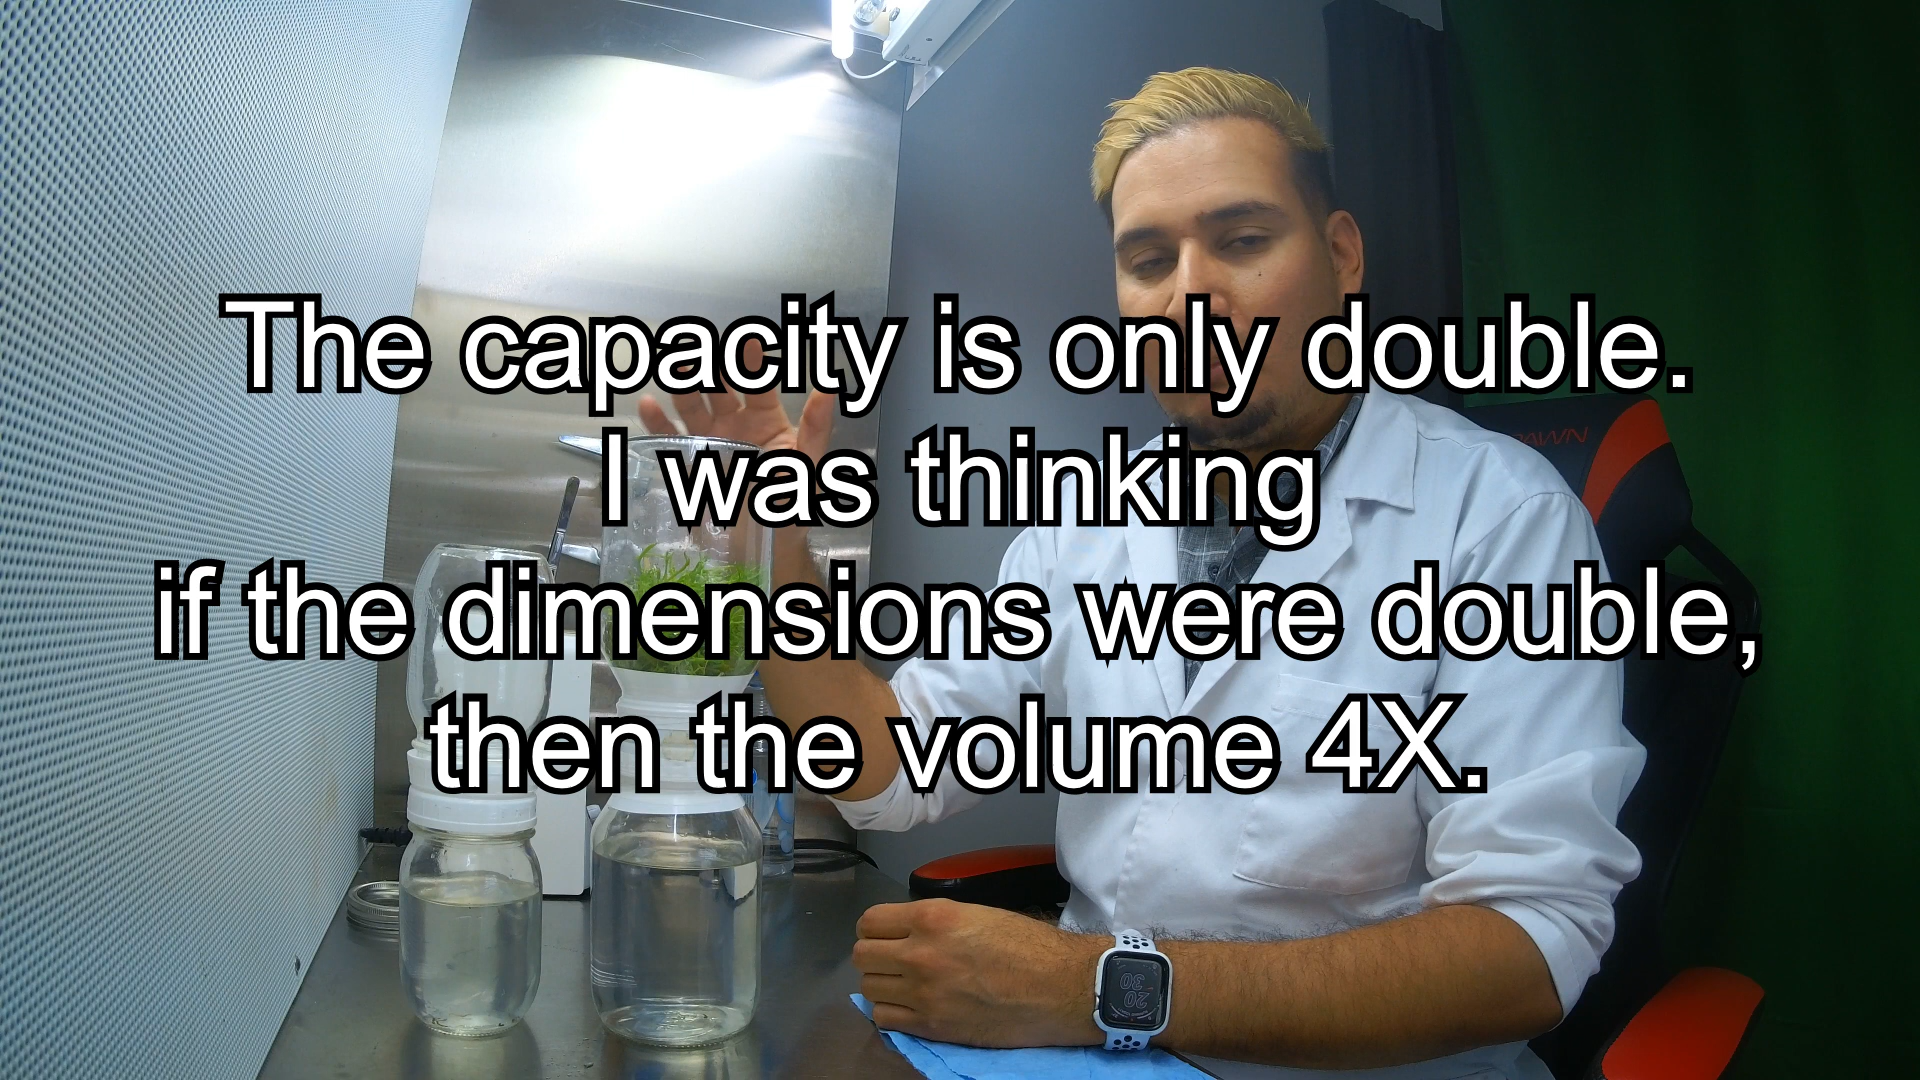 The capacity is only double.
I was thinking
if the dimensions were double,
then the volume 4X.